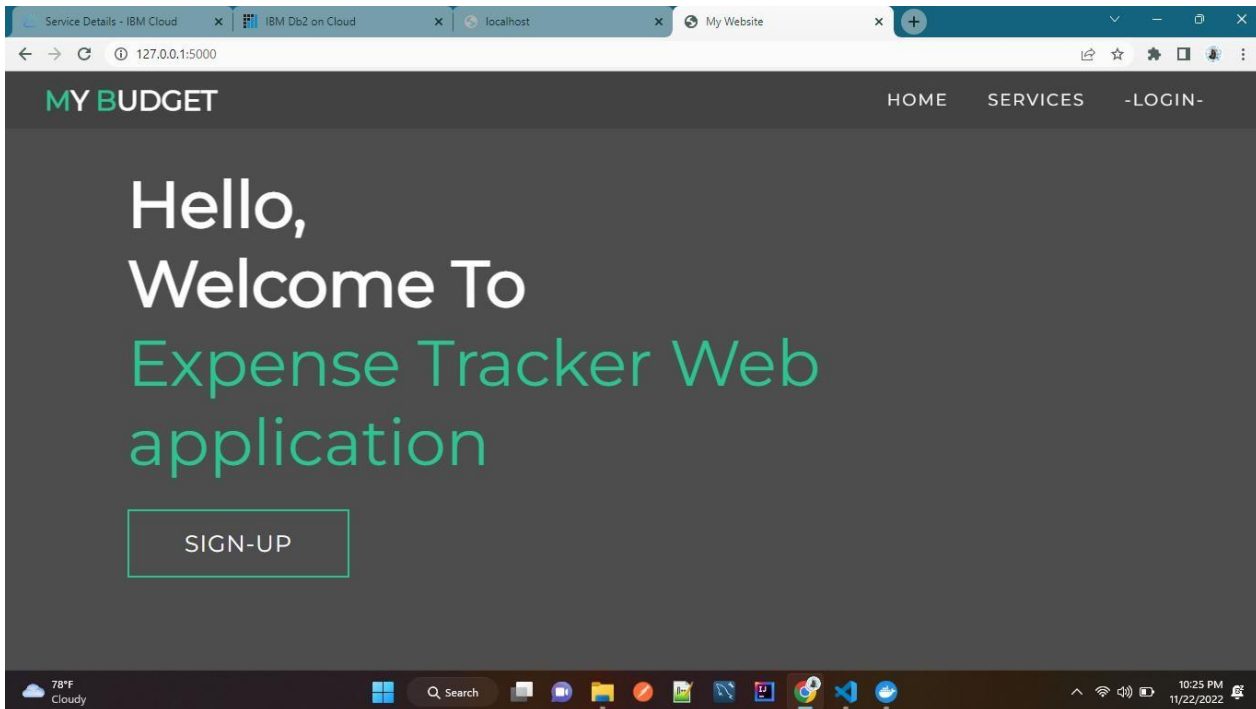 Service Details - IBM Cloud
IBM Db2 on Cloud
localhost
My Website
127.0.0.1:5000
MY BUDGET
HOME SERVICES -LOGIN-
Hello,
Welcome To
Expense Tracker Web
application
SIGN-UP
78°F
Cloudy
Search
10:25 PM
11/22/2022